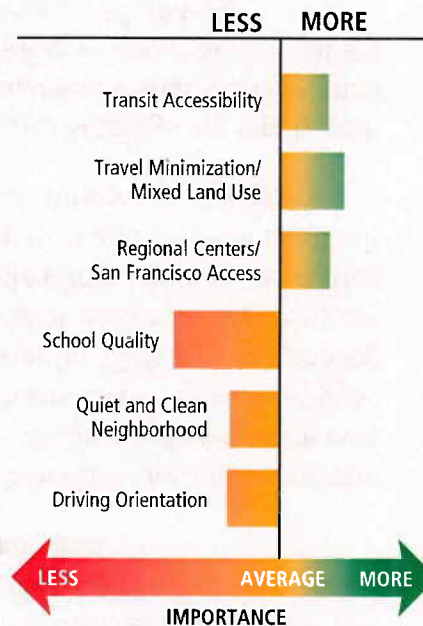 LESS MORE
Transit Accessibility
Travel Minimization/
Mixed Land Use
Regional Centers/
San Francisco Access
School Quality
Quiet and Clean
Neighborhood
Driving Orientation
LESS AVERAGE MORE
IMPORTANCE